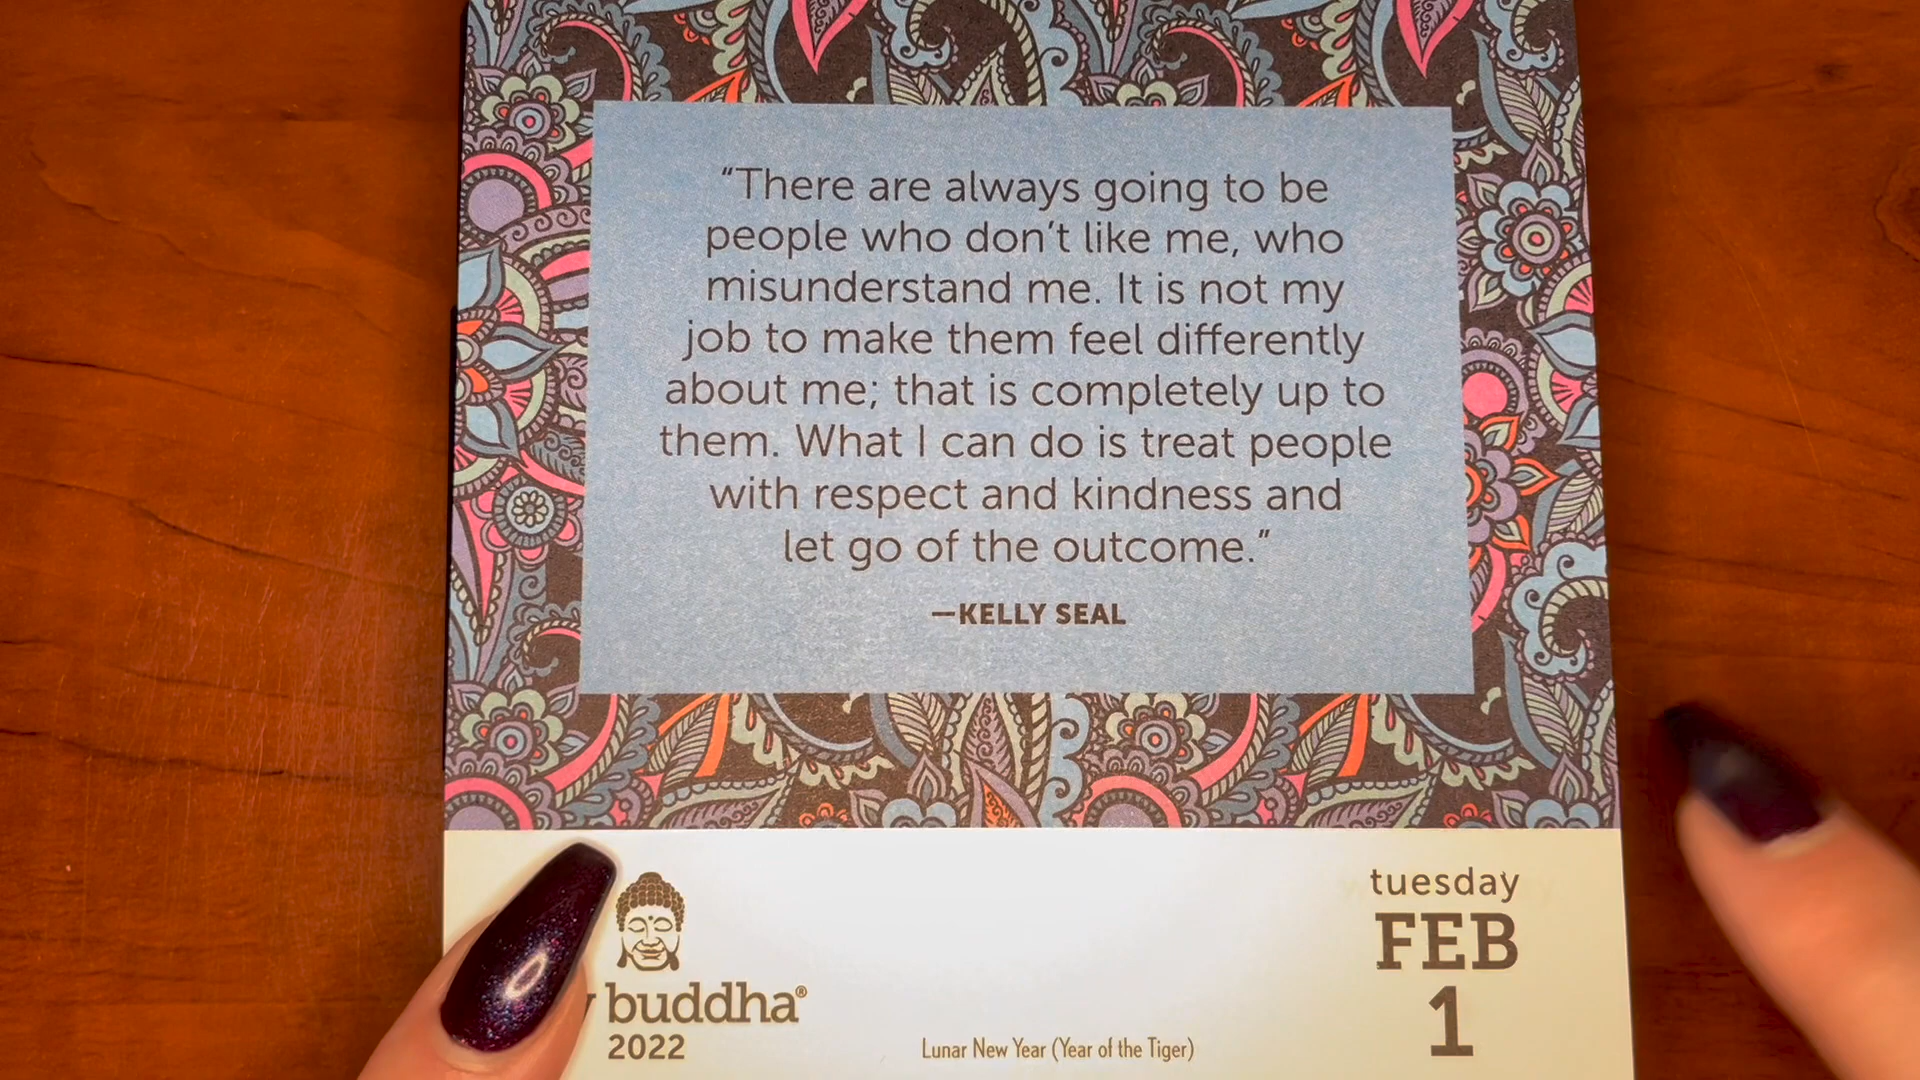 “There are always going to be
people who don’t like me, who
misunderstand me. It is not my
job to make them feel differently
about me; that is completely up to
them. What I can do is treat people
with respect and kindness and
let go of the outcome.”
—KELLY SEAL
buddha®
2022
Lunar New Year (Year of the Tiger)
tuesday
FEB
1